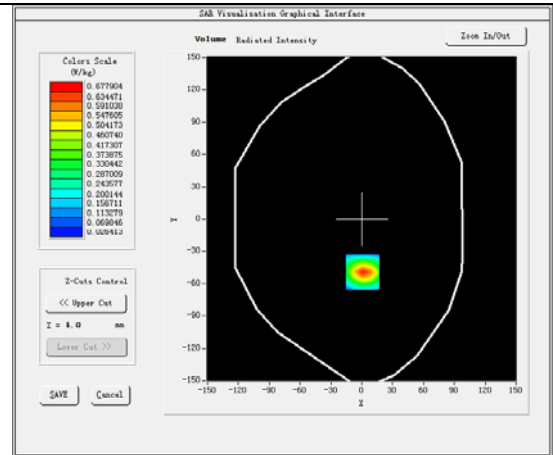 SAR Visualisation Graphical Interface
Volume Radiated Intensity
Zoom In/Out
Colors Scale
(W/kg)
0.677904
0.634471
0.591038
0.547605
0.504173
0.460740
0.417307
0.373875
0.330442
0.287009
0.243577
0.200144
0.156711
0.113279
0.069846
0.026413
150
120
90
60
30
0
-30
-60
-90
-120
-150
Y
-150 -120 -90 -60 -30 0 30 60 90 120 150
X
Z-Cuts Control
<< Upper Cut
Z = 4.0 mm
Lower Cut >>
SAVE Cancel